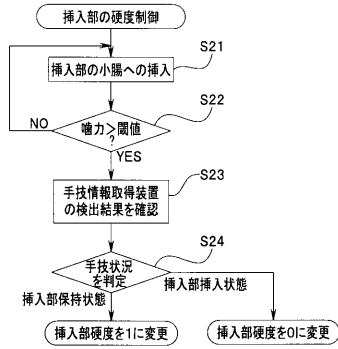 挿入部の硬度制御
S21
挿入部の小腸への挿入
S22
NO
噛力>閾値
?
YES
S23
手技情報取得装置
の検出結果を確認
S24
手技状況
を判定
挿入部挿入状態
挿入部保持状態
挿入部硬度を1に変更
挿入部硬度を0に変更